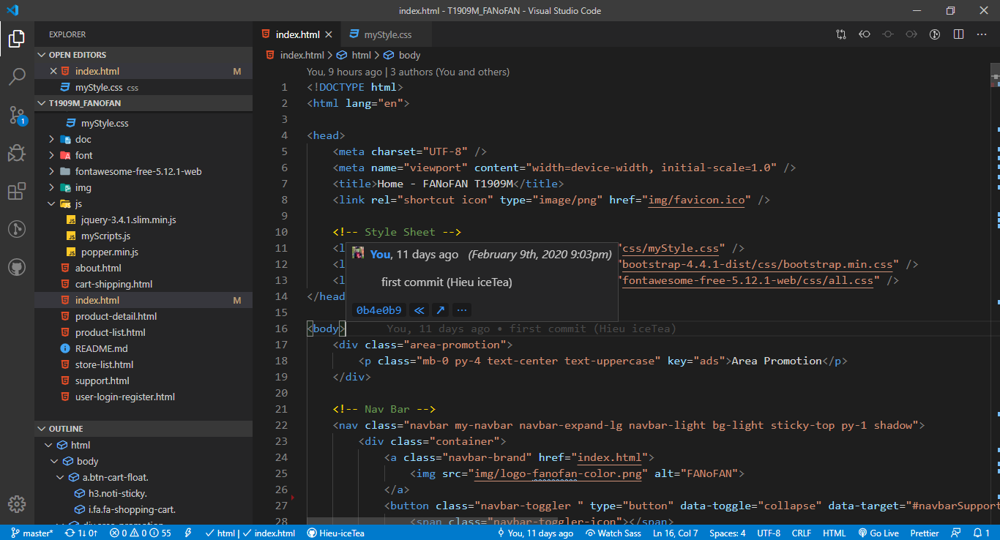 index.html - T1909M_FANoFAN - Visual Studio Code
EXPLORER
OPEN EDITORS
index.html M
myStyle.css css
T1909M_FANOFAN
myStyle.css
doc
font
fontawesome-free-5.12.1-web
img
js
jquery-3.4.1.slim.min.js
myScripts.js
popper.min.js
about.html
cart-shipping.html
index.html M
product-detail.html
product-list.html
README.md
store-list.html
support.html
user-login-register.html
OUTLINE
html
body
a.btn-cart-float.
h3.noti-sticky.
i.fa.fa-shopping-cart.
1
index.html myStyle.css
index.html > html > body
You, 9 hours ago | 3 authors (You and others)
1 <!DOCTYPE html>
2 <html lang="en">
3
4 <head>
5 <meta charset="UTF-8" />
6 <meta name="viewport" content="width=device-width, initial-scale=1.0" />
7 <title>Home - FANoFAN T1909M</title>
8 <link rel="shortcut icon" type="image/png" href="img/favicon.ico" />
9
10 <!-- Style Sheet -->
11 <l "css/myStyle.css" />
12 <l "bootstrap-4.4.1-dist/css/bootstrap.min.css" />
13 <l "fontawesome-free-5.12.1-web/css/all.css" />
14 </head
15
You, 11 days ago (February 9th, 2020 9:03pm)
first commit (Hieu iceTea)
0b4e0b9
16 <body> You, 11 days ago • first commit (Hieu iceTea)
17 <div class="area-promotion">
18 <p class="mb-0 py-4 text-center text-uppercase" key="ads">Area Promotion</p>
19 </div>
20
21 <!-- Nav Bar -->
22 <nav class="navbar my-navbar navbar-expand-lg navbar-light bg-light sticky-top py-1 shadow">
23 <div class="container">
24 <a class="navbar-brand" href="index.html">
25 <img src="img/logo-fanofan-color.png" alt="FANoFAN">
26 </a>
27 <button class="navbar-toggler " type="button" data-toggle="collapse" data-target="#navbarSupport
28 <span class="navbar-toggler-icon"></span>
master* 1↓ 0↑ 0 0 55 html | index.html Hieu-iceTea You, 11 days ago Watch Sass Ln 16, Col 7 Spaces: 4 UTF-8 CRLF HTML Go Live Prettier 1